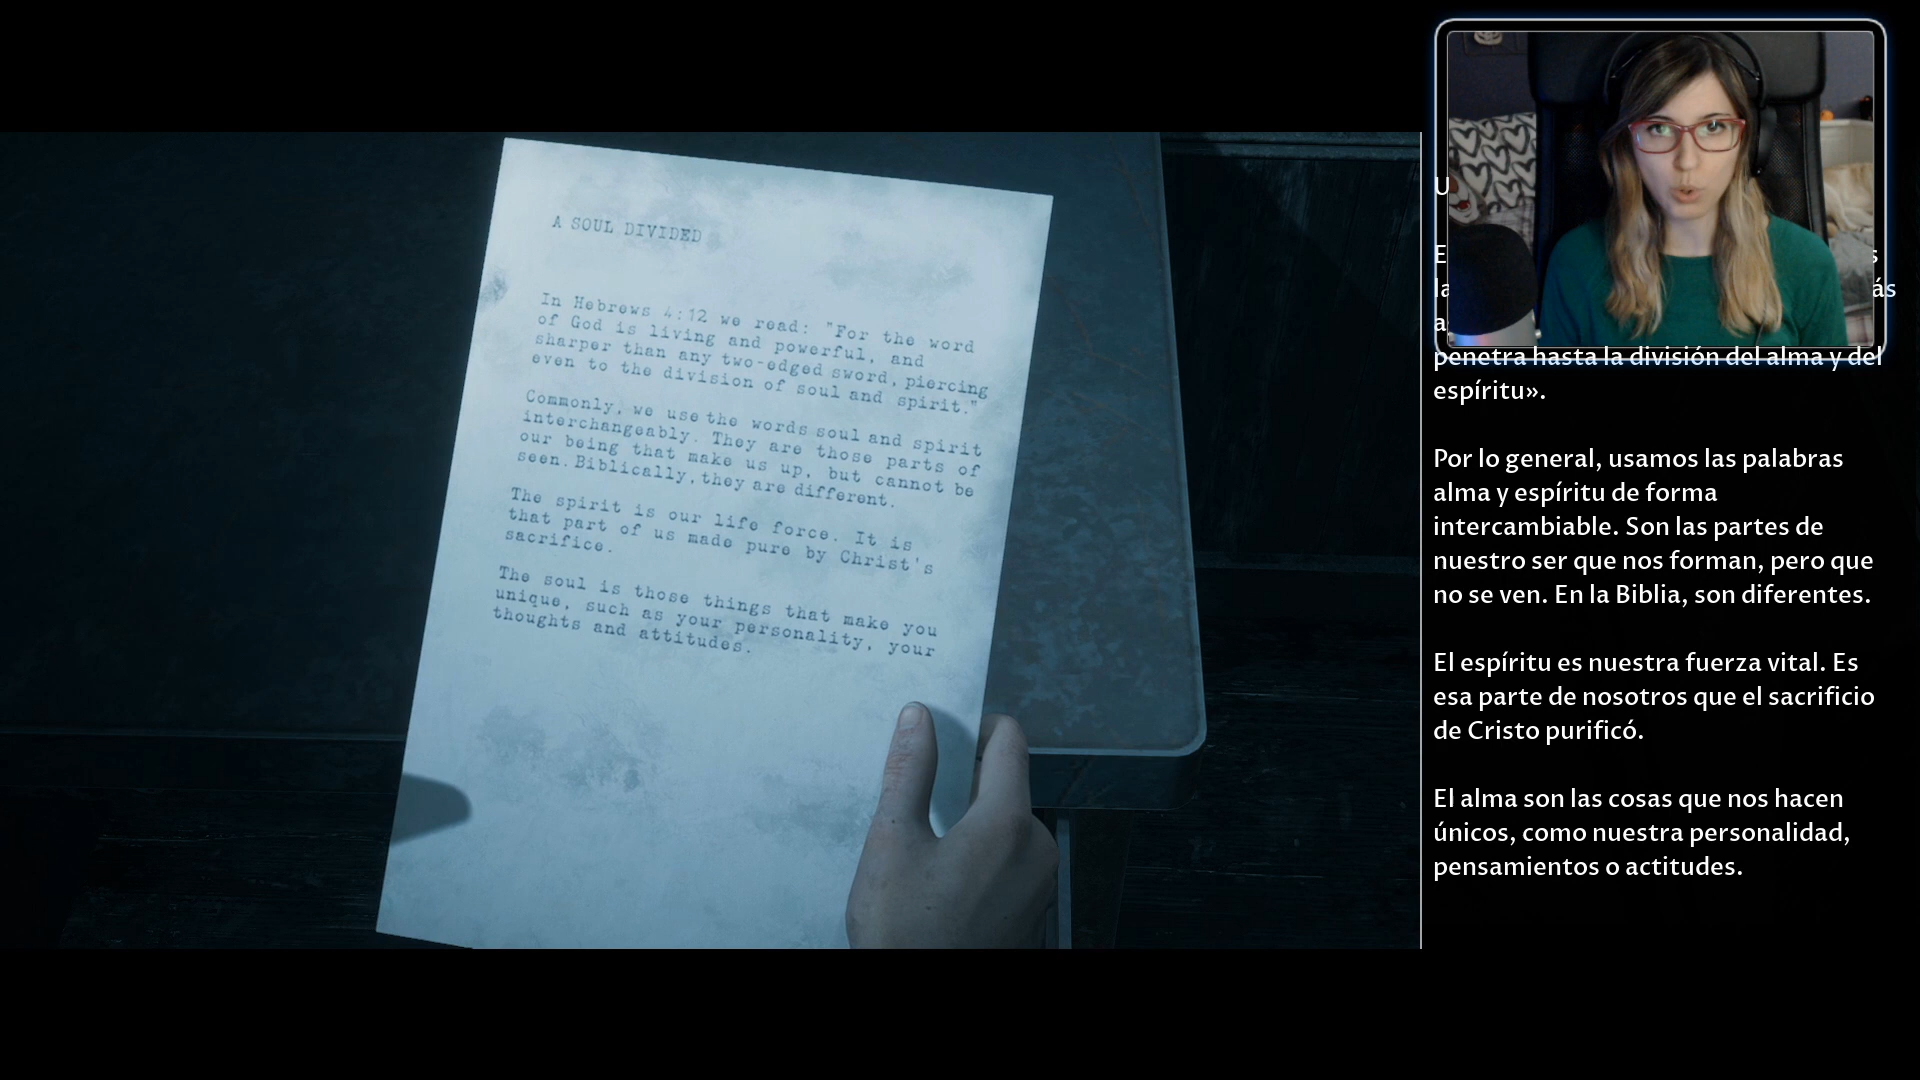 A SOUL DIVIDED
In Hebrews 4:12 we read: "For the word
of God is living and powerful, and
sharper than any two-edged sword, piercing
even to the division of soul and spirit."
Commonly, we use the words soul and spirit
interchangeably. They are those parts of
our being that make us up, but cannot be
seen. Biblically, they are different.
The spirit is our life force. It is
that part of us made pure by Christ's
sacrifice.
The soul is those things that make you
unique, such as your personality, your
thoughts and attitudes.
penetra hasta la división del alma y del
espíritu».
Por lo general, usamos las palabras
alma y espíritu de forma
intercambiable. Son las partes de
nuestro ser que nos forman, pero que
no se ven. En la Biblia, son diferentes.
El espíritu es nuestra fuerza vital. Es
esa parte de nosotros que el sacrificio
de Cristo purificó.
El alma son las cosas que nos hacen
únicos, como nuestra personalidad,
pensamientos o actitudes.